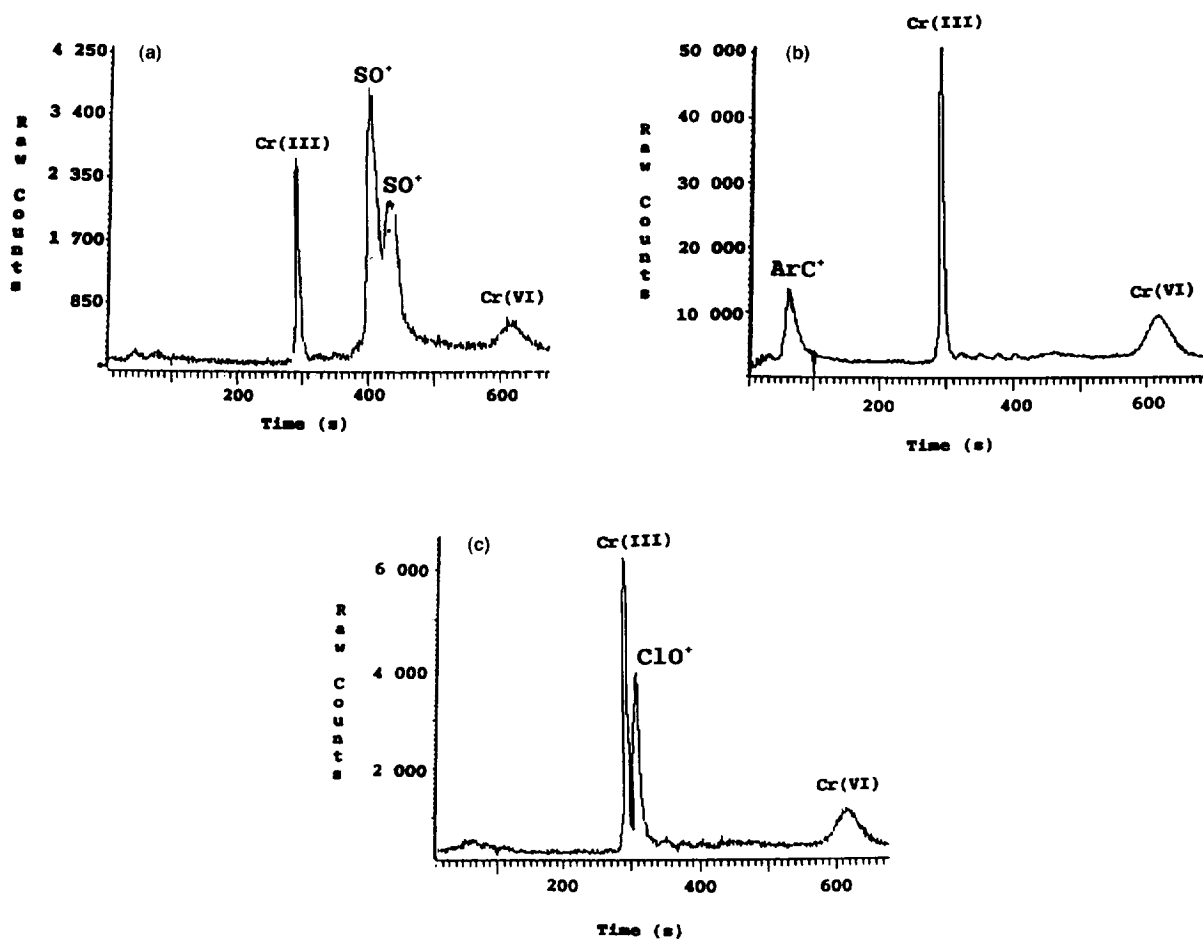 (a)
4 250
3 400
2 350
1 700
850
Raw Counts
SO⁺
Cr(III)
SO⁺
Cr(VI)
200
400
600
Time (s)
(b)
50 000
40 000
30 000
20 000
10 000
Raw Counts
Cr(III)
ArC⁺
Cr(VI)
200
400
600
Time (s)
(c)
6 000
4 000
2 000
Raw Counts
Cr(III)
ClO⁺
Cr(VI)
200
400
600
Time (s)